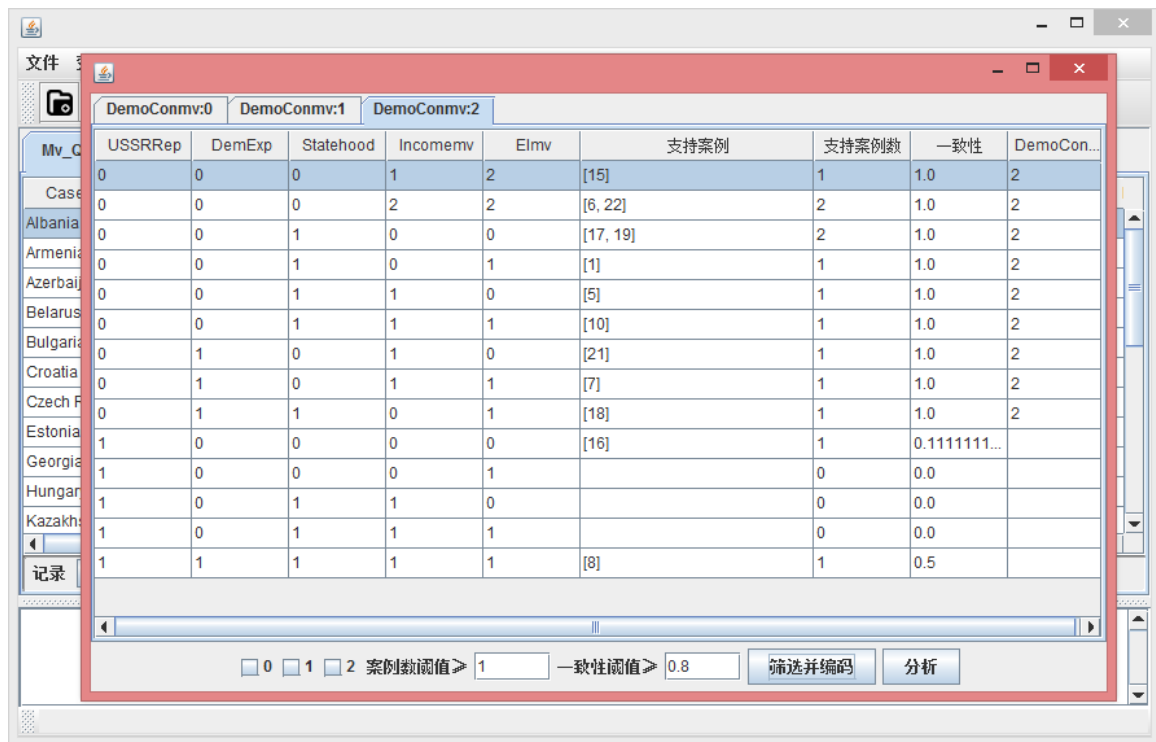 文件
DemoConmv:0 DemoConmv:1 DemoConmv:2
Mv_Q
USSRRep DemExp Statehood Incomemv EImv 支持案例 支持案例数 一致性 DemoCon...
0 0 0 1 2 [15] 1 1.0 2
Case
0 0 0 2 2 [6, 22] 2 1.0 2
Albania
0 0 1 0 0 [17, 19] 2 1.0 2
Armenia
0 0 1 0 1 [1] 1 1.0 2
Azerbaij
0 0 1 1 0 [5] 1 1.0 2
Belarus
0 0 1 1 1 [10] 1 1.0 2
Bulgaria
0 1 0 1 0 [21] 1 1.0 2
Croatia
0 1 0 1 1 [7] 1 1.0 2
Czech R
0 1 1 0 1 [18] 1 1.0 2
Estonia
1 0 0 0 0 [16] 1 0.1111111...
Georgia
1 0 0 0 1 0 0.0
Hungar
1 0 1 1 0 0 0.0
Kazakhs
1 0 1 1 1 0 0.0
记录
1 1 1 1 1 [8] 1 0.5
0 1 2 案例数阈值≥ 1 一致性阈值≥ 0.8 筛选并编码 分析